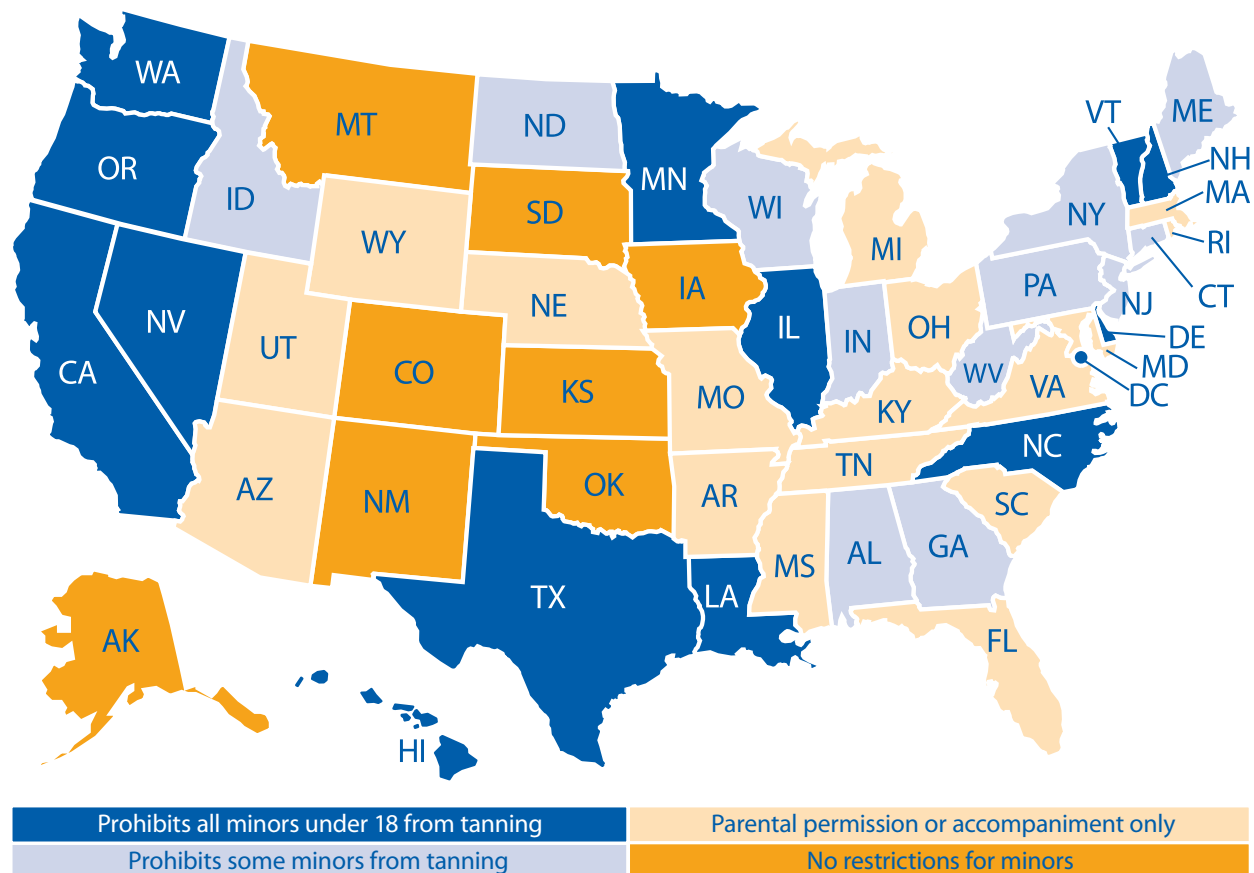 WA
MT
ND
ME
VT
OR
MN
NH
ID
SD
WI
NY
MA
WY
MI
RI
IA
PA
CT
NE
NJ
NV
IL
IN
OH
DE
UT
CA
CO
WV
MD
KS
MO
VA
DC
KY
NC
TN
AZ
NM
OK
AR
SC
MS
AL
GA
TX
LA
AK
FL
HI
Prohibits all minors under 18 from tanning
Parental permission or accompaniment only
Prohibits some minors from tanning
No restrictions for minors